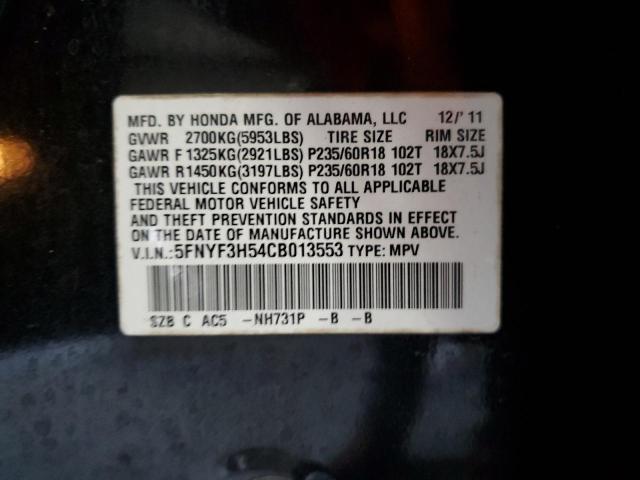 MFD. BY HONDA MFG. OF ALABAMA, LLC 12/' 11
GVWR 2700KG(5953LBS) TIRE SIZE RIM SIZE
GAWR F 1325KG(2921LBS) P235/60R18 102T 18X7.5J
GAWR R1450KG(3197LBS) P235/60R18 102T 18X7.5J
THIS VEHICLE CONFORMS TO ALL APPLICABLE
FEDERAL MOTOR VEHICLE SAFETY
AND THEFT PREVENTION STANDARDS IN EFFECT
ON THE DATE OF MANUFACTURE SHOWN ABOVE.
V.I.N.:5FNYF3H54CB013553 TYPE: MPV
SZB C AC5 -NH731P -B -B